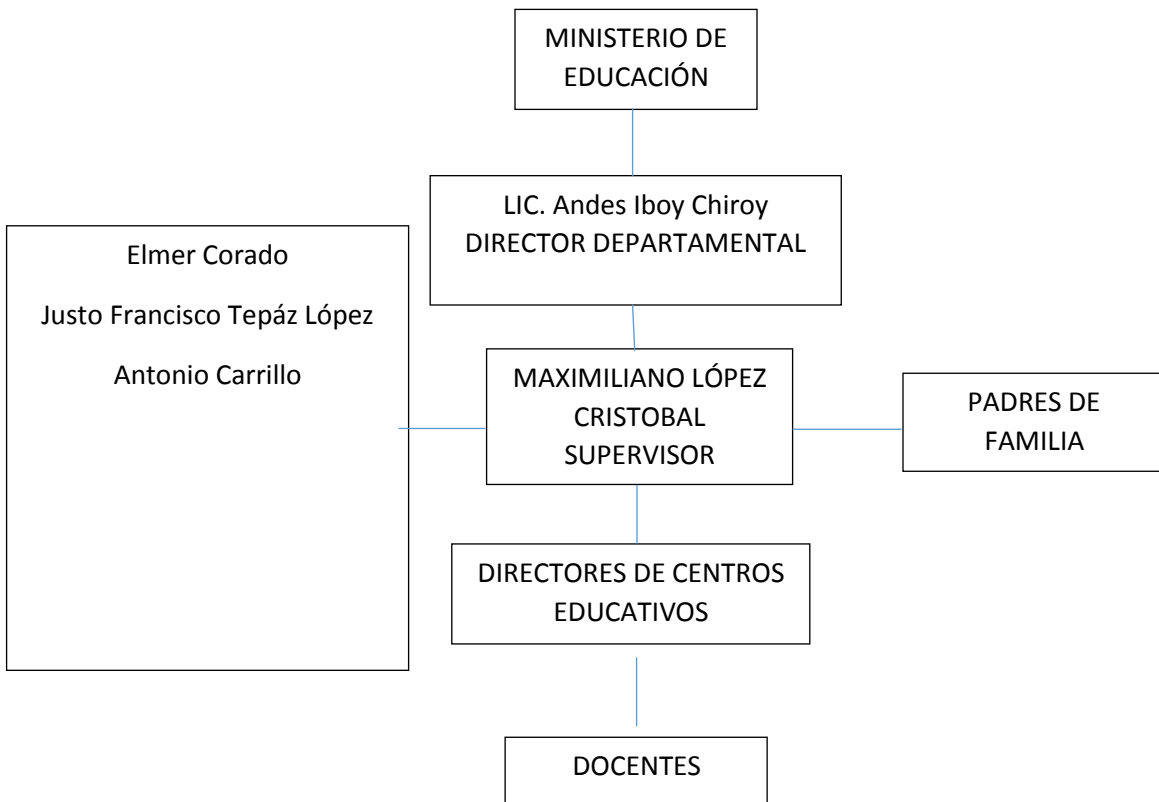 MINISTERIO DE
EDUCACIÓN
LIC. Andes Iboy Chiroy
DIRECTOR DEPARTAMENTAL
Elmer Corado
Justo Francisco Tepáz López
Antonio Carrillo
MAXIMILIANO LÓPEZ
CRISTOBAL
SUPERVISOR
PADRES DE
FAMILIA
DIRECTORES DE CENTROS
EDUCATIVOS
DOCENTES